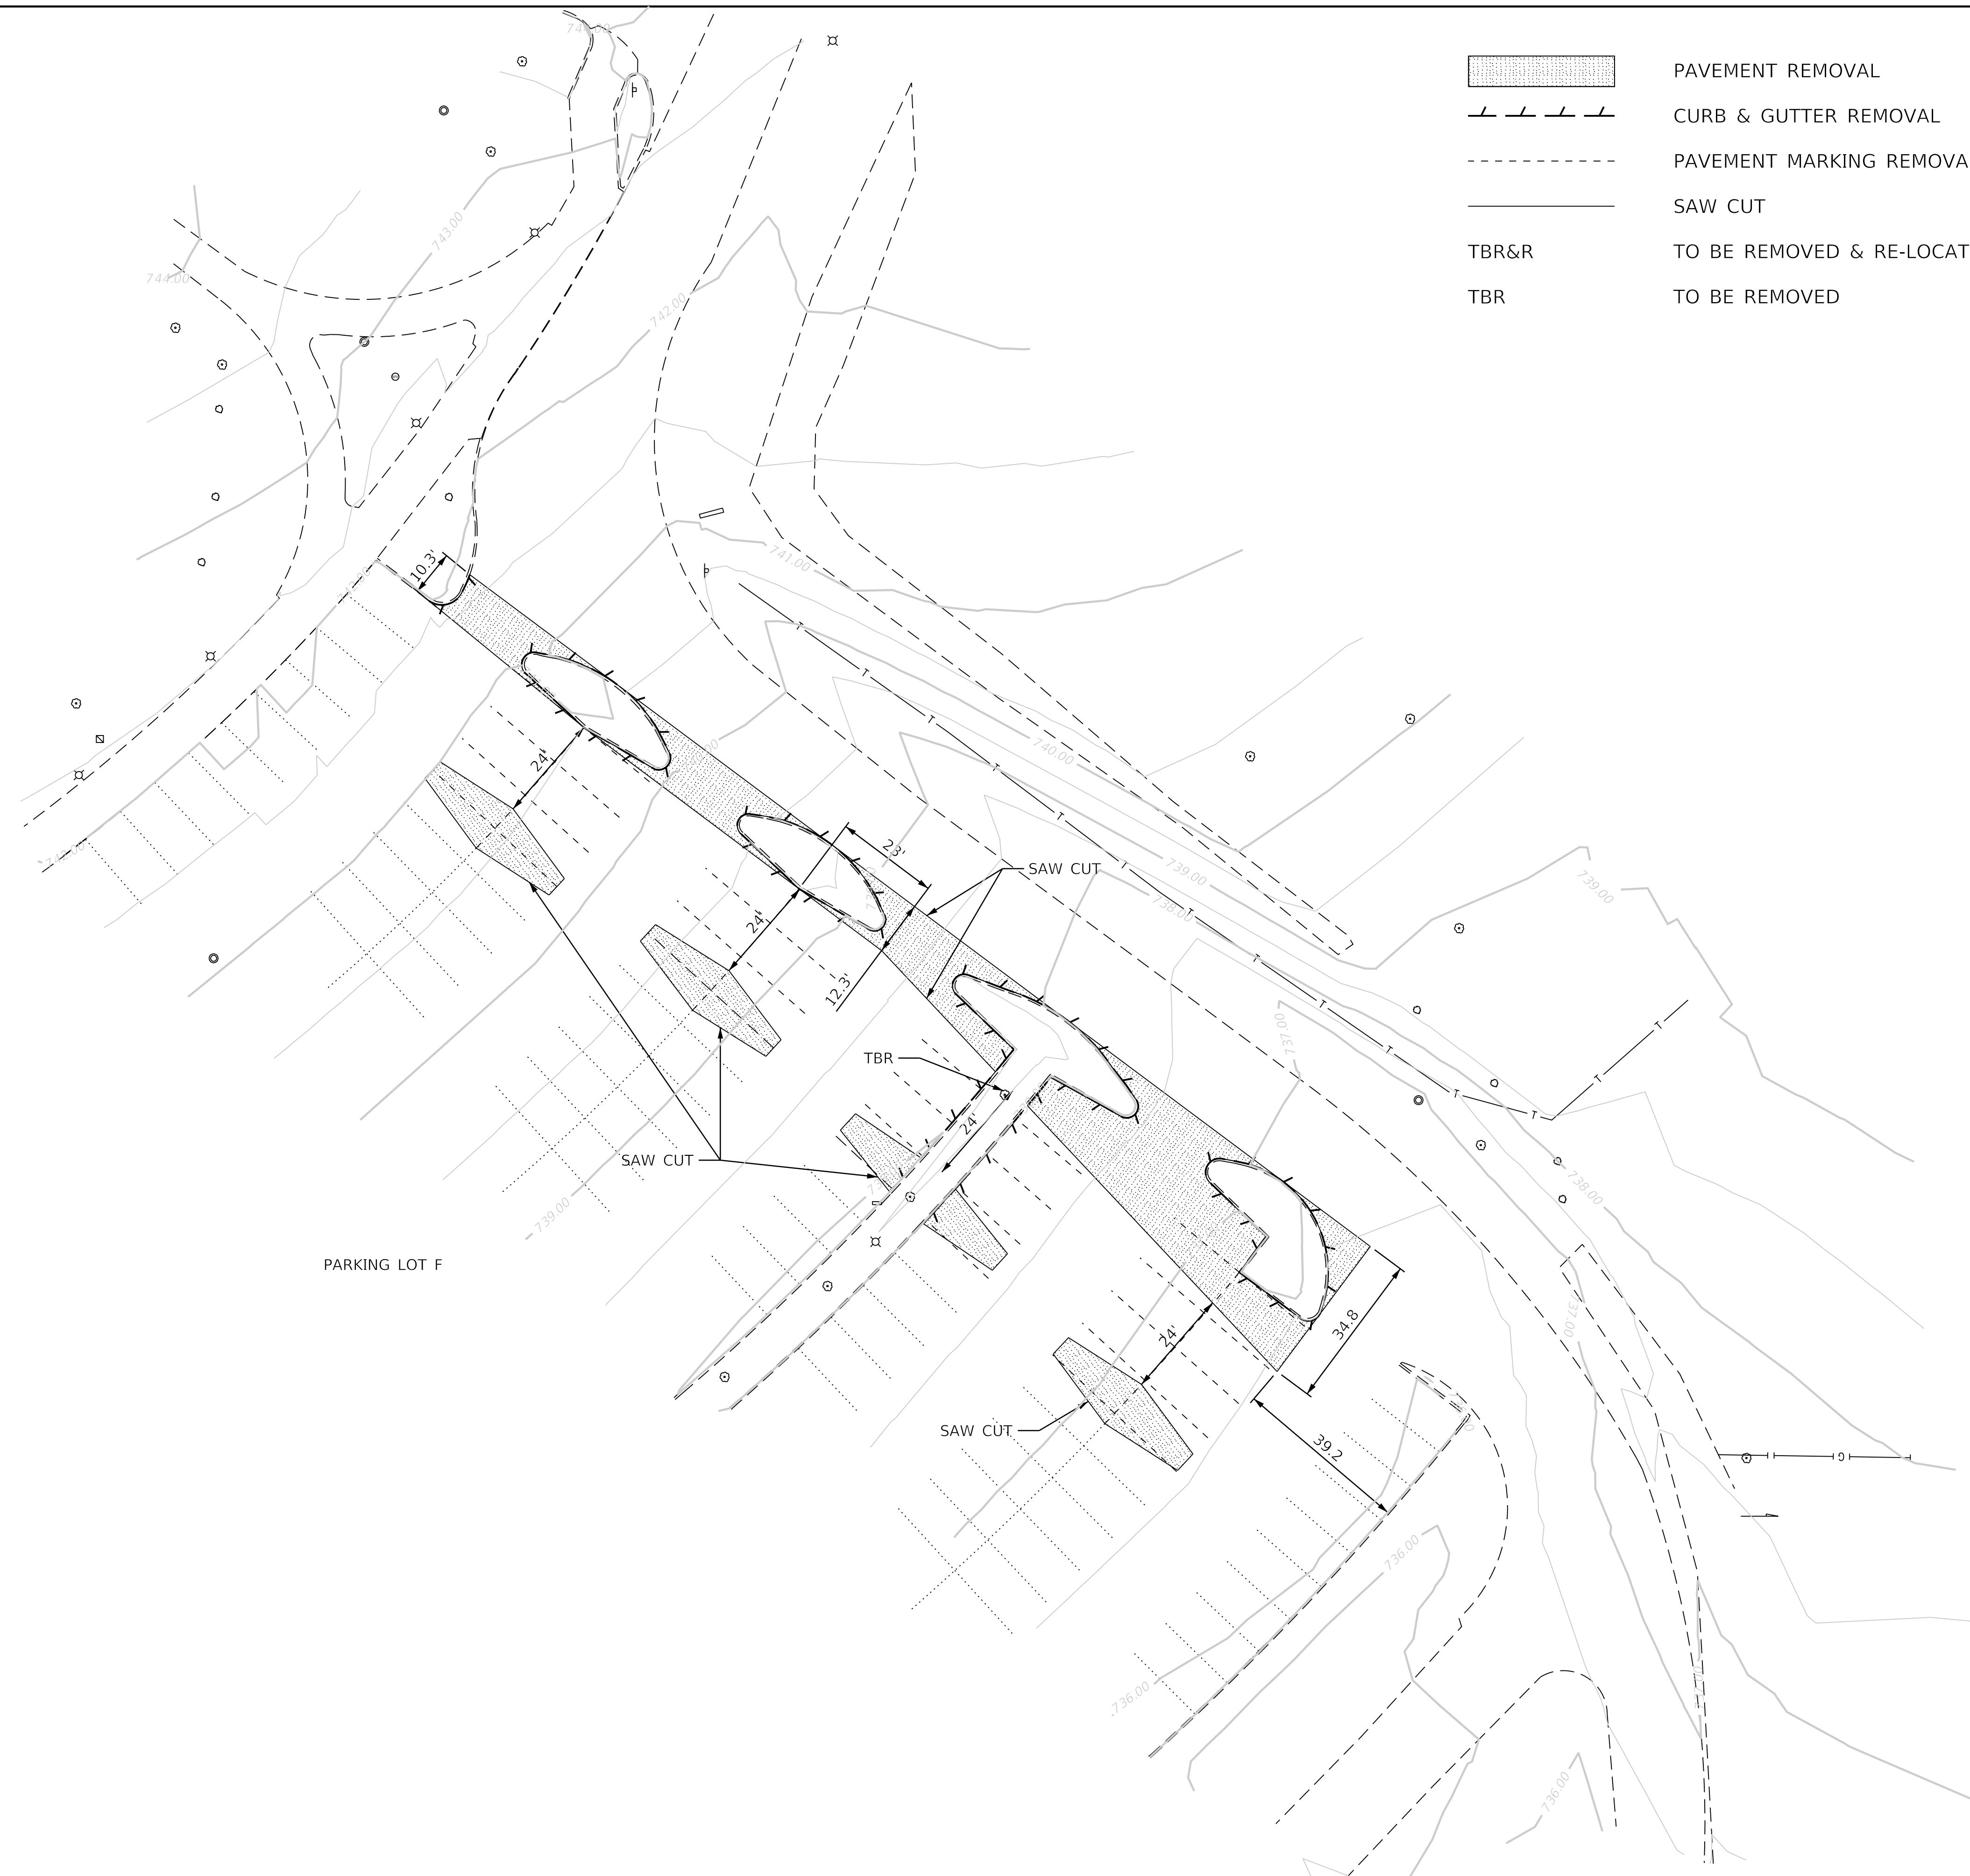 744.00
PAVEMENT REMOVAL
CURB & GUTTER REMOVAL
PAVEMENT MARKING REMOVA
SAW CUT
TBR&R TO BE REMOVED & RE-LOCAT
TBR TO BE REMOVED
743.00
744.00
742.00
741.00
10.3'
24'
740.00
23'
SAW CUT
739.00
739.00
738.00
24'
12.3'
737.00
TBR
24'
SAW CUT
738.00
739.00
PARKING LOT F
737.00
34.8
24'
SAW CUT
39.2
736.00
736.00
736.00